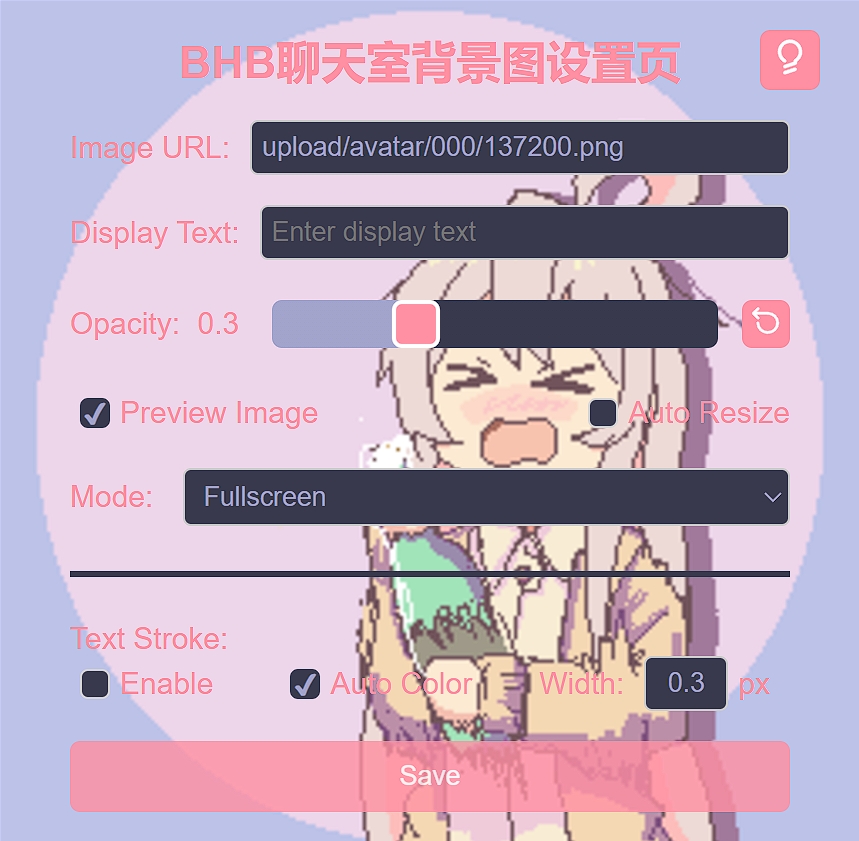 BHB聊天室背景图设置页
Image URL: upload/avatar/000/137200.png
Display Text: Enter display text
Opacity: 0.3
Preview Image Auto Resize
Mode: Fullscreen
Text Stroke:
Enable Auto Color Width: 0.3 px
Save